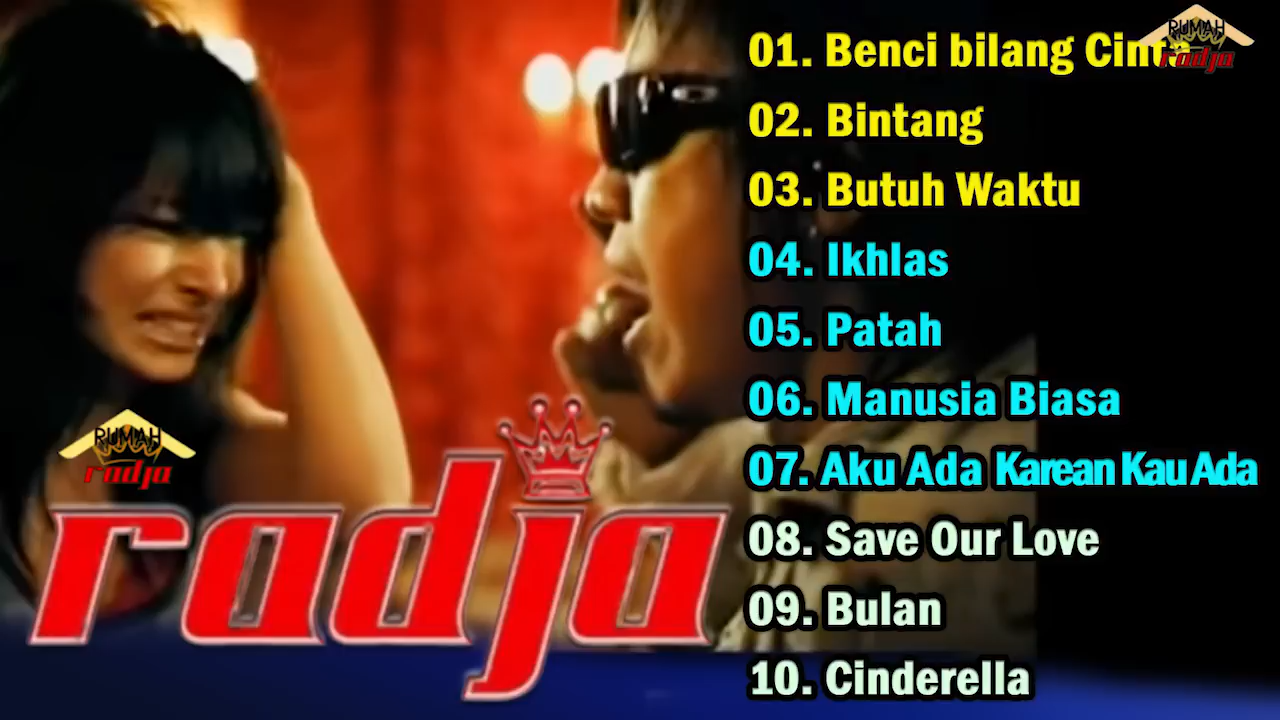 01. Benci bilang Cinta
RUMAH
radja
02. Bintang
03. Butuh Waktu
04. Ikhlas
05. Patah
06. Manusia Biasa
07. Aku Ada Karean Kau Ada
08. Save Our Love
09. Bulan
10. Cinderella
RUMAH
radja
radja